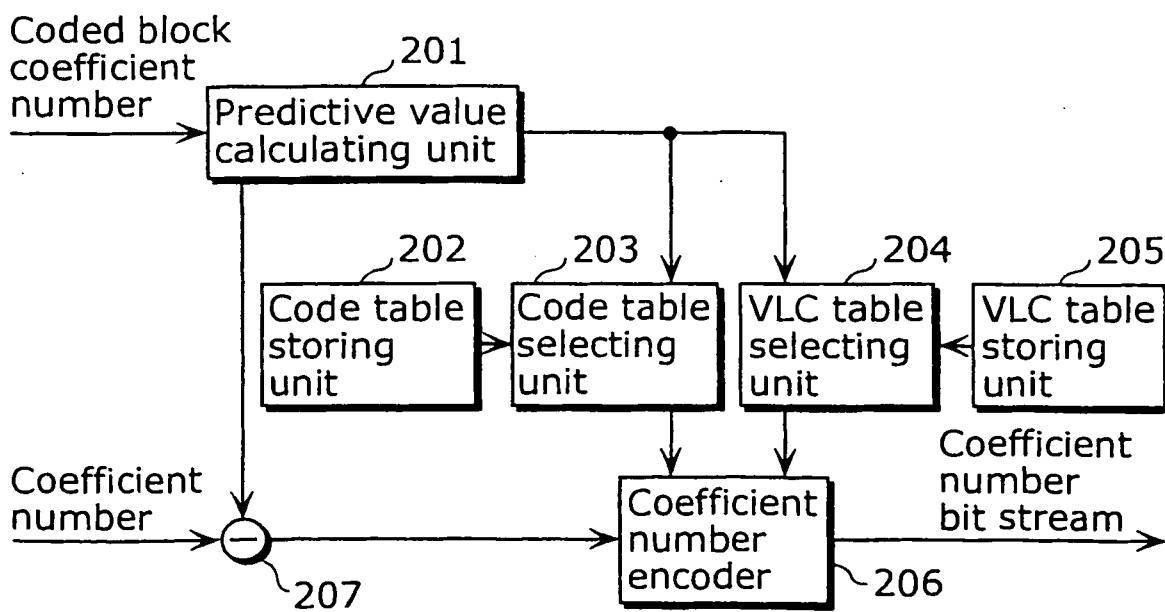 Coded block
coefficient
number
201
Predictive value
calculating unit
202
203
204
205
Code table
storing
unit
Code table
selecting
unit
VLC table
selecting
unit
VLC table
storing
unit
Coefficient
number
207
Coefficient
number
encoder
206
Coefficient
number
bit stream